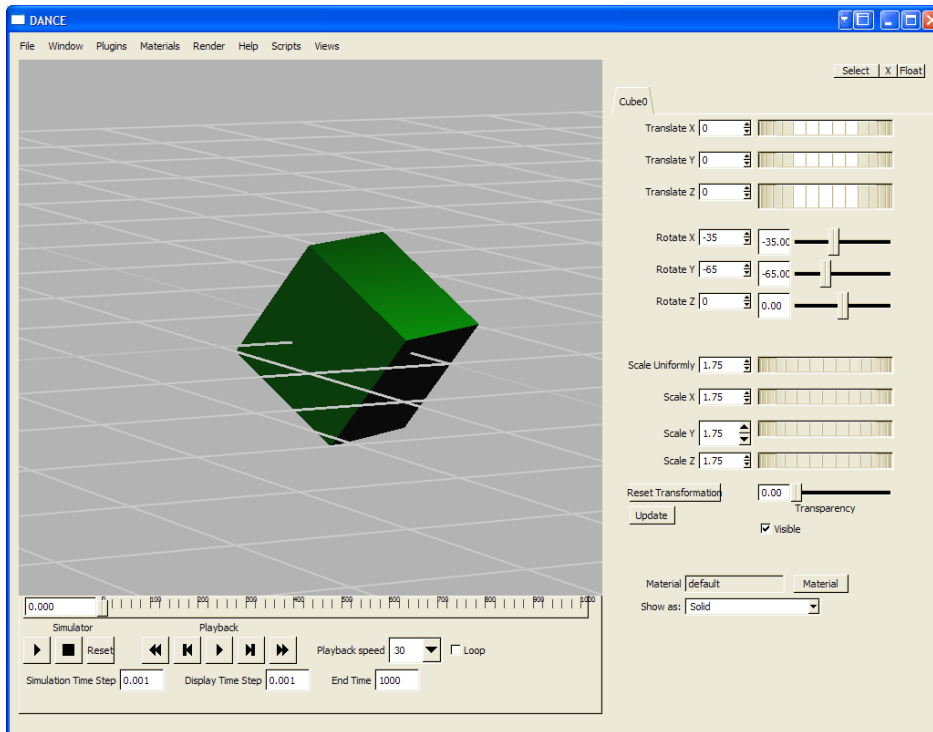 DANCE
File Window Plugins Materials Render Help Scripts Views
Select X Float
Cube0
Translate X 0
Translate Y 0
Translate Z 0
Rotate X -35 -35.00
Rotate Y -65 -65.00
Rotate Z 0 0.00
Scale Uniformly 1.75
Scale X 1.75
Scale Y 1.75
Scale Z 1.75
Reset Transformation 0.00
Transparency
Update
Visible
Material default Material
Show as: Solid
0.000 0 100 200 300 400 500 600 700 800 900 1000
Simulator Playback
Reset Playback speed 30 Loop
Simulation Time Step 0.001 Display Time Step 0.001 End Time 1000